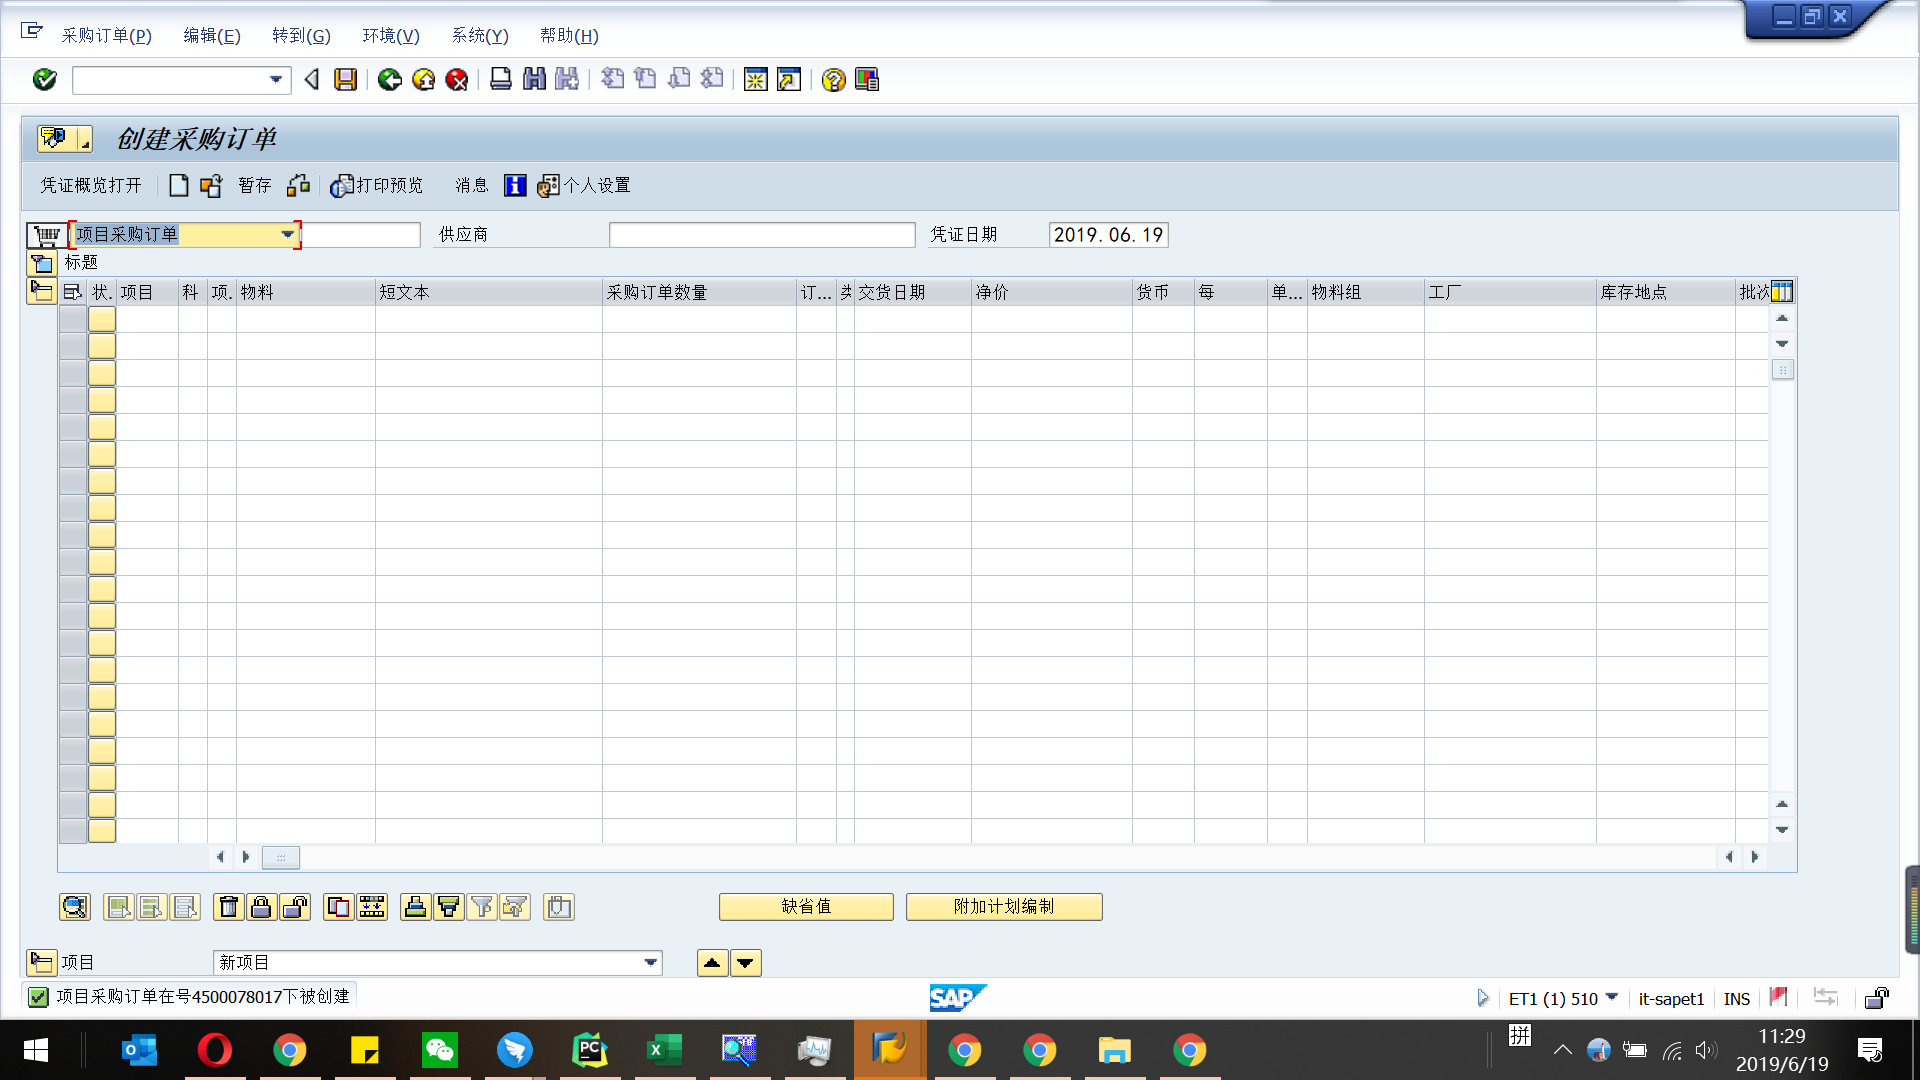 采购订单(P) 编辑(E) 转到(G) 环境(V) 系统(Y) 帮助(H)
创建采购订单
凭证概览打开 暂存 打印预览 消息 个人设置
项目采购订单 供应商 凭证日期 2019.06.19
标题
状. 项目 科 项. 物料 短文本 采购订单数量 订... 交货日期 净价 货币 每 单... 物料组 工厂 库存地点 批次
缺省值 附加计划编制
项目 新项目
项目采购订单在号4500078017下被创建 SAP ET1 (1) 510 it-sapet1 INS
拼
11:29
2019/6/19